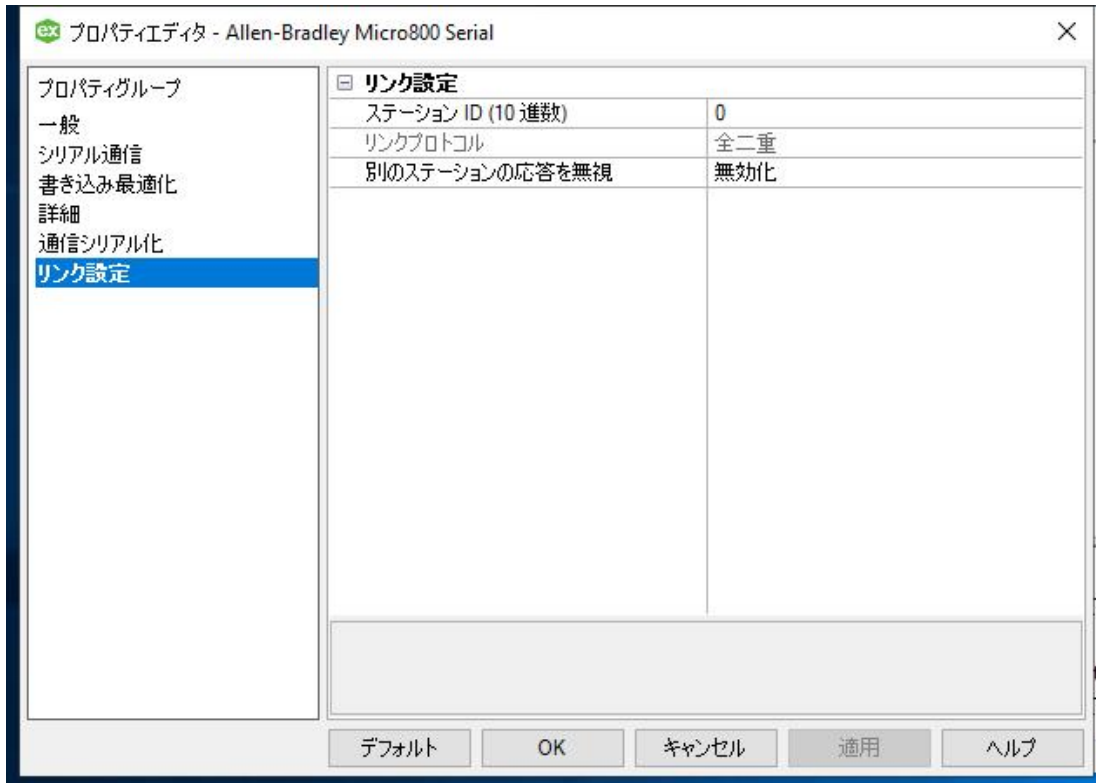 ex プロパティエディタ - Allen-Bradley Micro800 Serial
プロパティグループ
一般
シリアル通信
書き込み最適化
詳細
通信シリアル化
リンク設定
リンク設定
ステーション ID (10 進数) 0
リンクプロトコル 全二重
別のステーションの応答を無視 無効化
デフォルト OK キャンセル 適用 ヘルプ